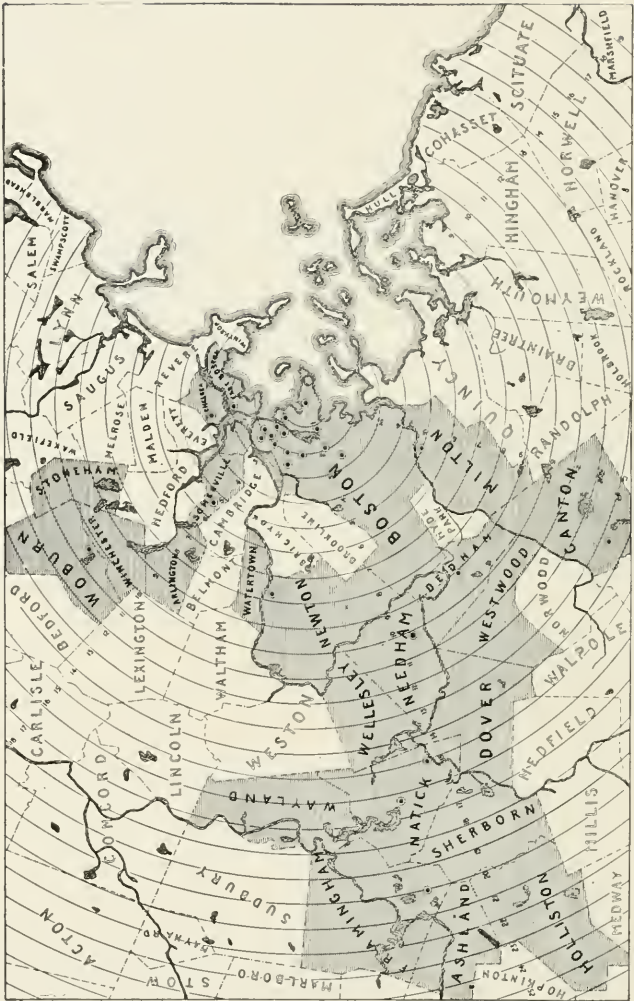 SCITUATE
MARSHFIELD
COHASSET
NORWELL
HULL
HINGHAM
HANOVER
ROCKLAND
WEYMOUTH
MARBLEHEAD
SALEM
SWAMPSCOTT
LYNN
BRAINTREE
HOLBROOK
WINTHROP
SAUGUS
REVERE
EAST BOSTON
CHELSEA
QUINCY
RANDOLPH
WAKEFIELD
MELROSE
MALDEN
EVERETT
MEDFORD
SOMERVILLE
CAMBRIDGE
BOSTON
MILTON
CANTON
STONEHAM
WINCHESTER
WOBURN
ARLINGTON
BELMONT
WATERTOWN
BRIGHTON
BROOKLINE
HYDE
PARK
DEDHAM
NORWOOD
BEDFORD
LEXINGTON
WALTHAM
NEWTON
NEEDHAM
WESTWOOD
WALPOLE
CARLISLE
LINCOLN
WESTON
WELLESLEY
DOVER
MEDFIELD
CONCORD
WAYLAND
NATICK
SHERBORN
MILLIS
SUDBURY
FRAMINGHAM
ASHLAND
HOLLISTON
MEDWAY
ACTON
MAYNARD
STOW
MARLBORO
HOPKINTON